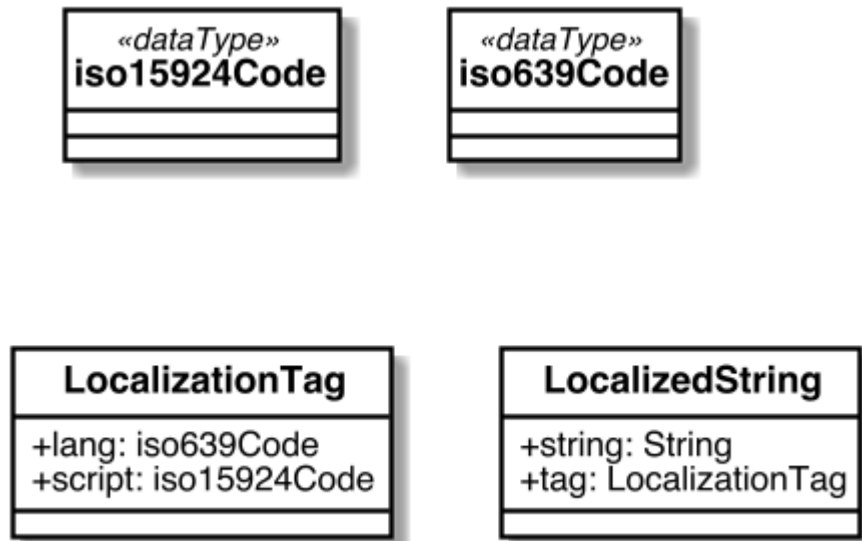 «dataType»
iso15924Code
«dataType»
iso639Code
LocalizationTag
+lang: iso639Code
+script: iso15924Code
LocalizedString
+string: String
+tag: LocalizationTag